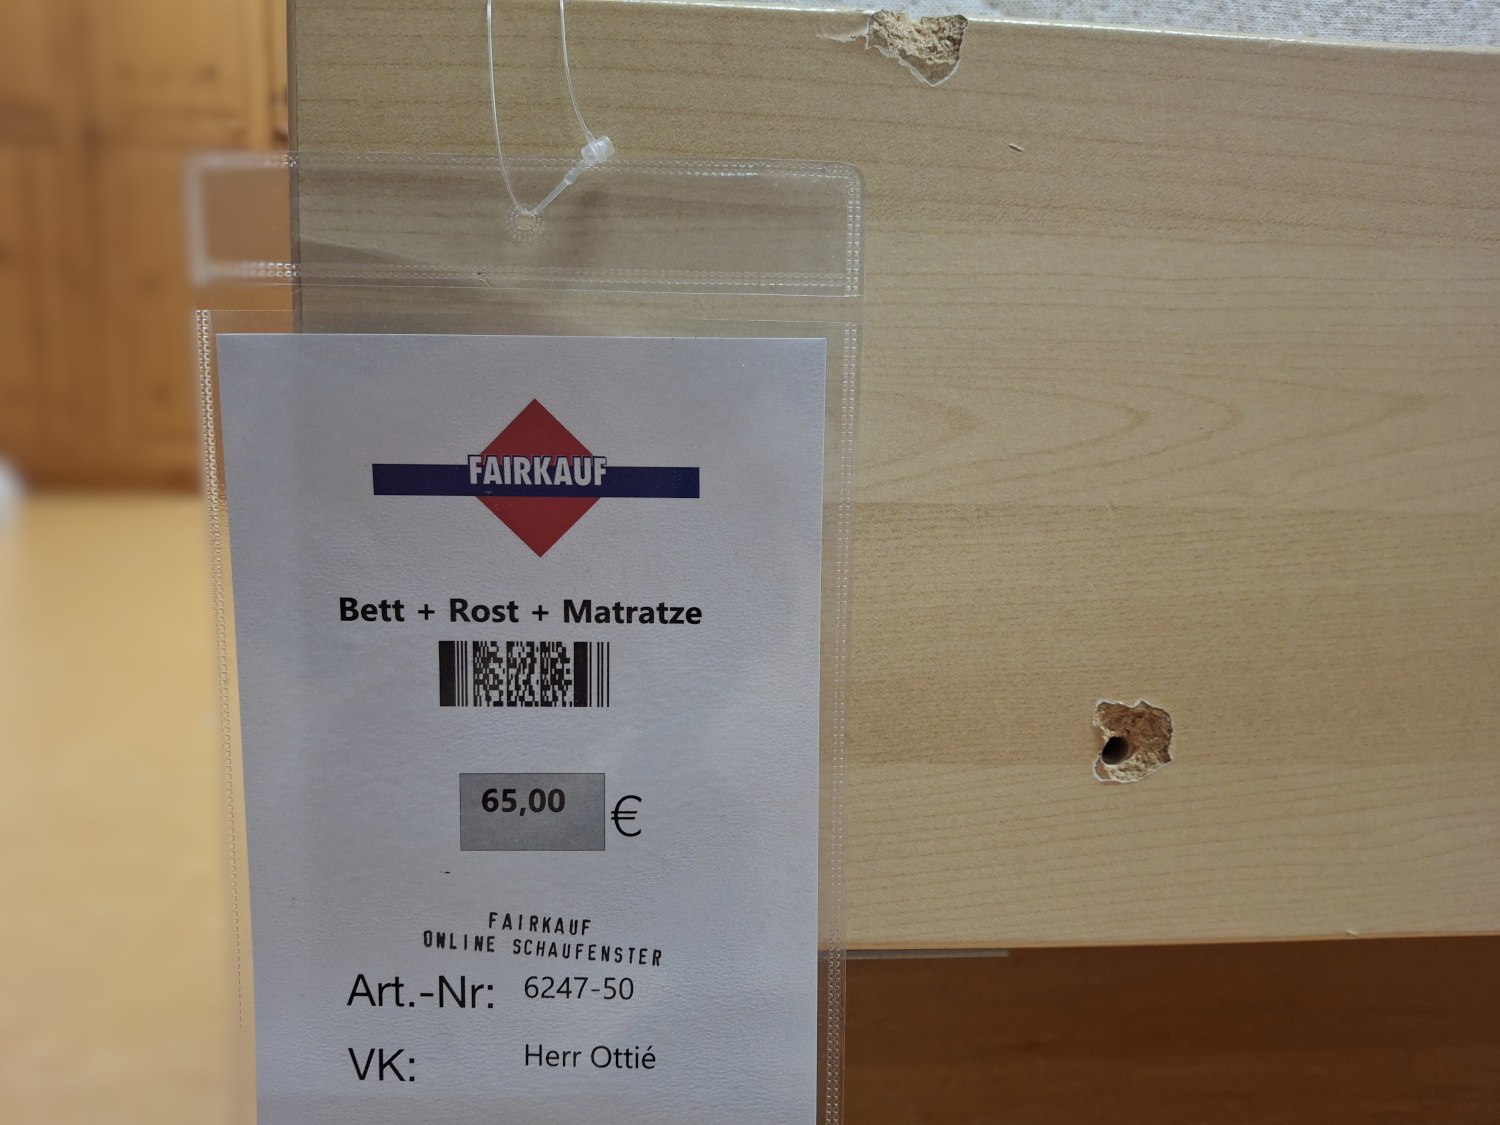 FAIRKAUF
Bett + Rost + Matratze
65,00 €
FAIRKAUF
ONLINE SCHAUFENSTER
Art.-Nr: 6247-50
VK: Herr Ottié